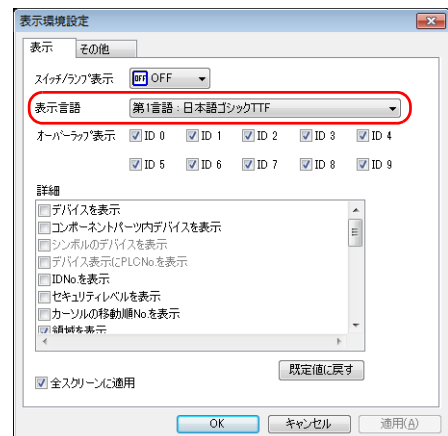 表示環境設定
表示 その他
スイッチ/ランプ表示 OFF OFF
表示言語 第1言語:日本語ゴシックTTF
オーバーラップ表示 ID 0 ID 1 ID 2 ID 3 ID 4
ID 5 ID 6 ID 7 ID 8 ID 9
詳細
デバイスを表示
コンポーネントパーツ内デバイスを表示
シンボルのデバイスを表示
デバイス表示にPLCNo.を表示
IDNo.を表示
セキュリティレベルを表示
カーソルの移動順No.を表示
領域を表示
既定値に戻す
全スクリーンに適用
OK キャンセル 適用(A)